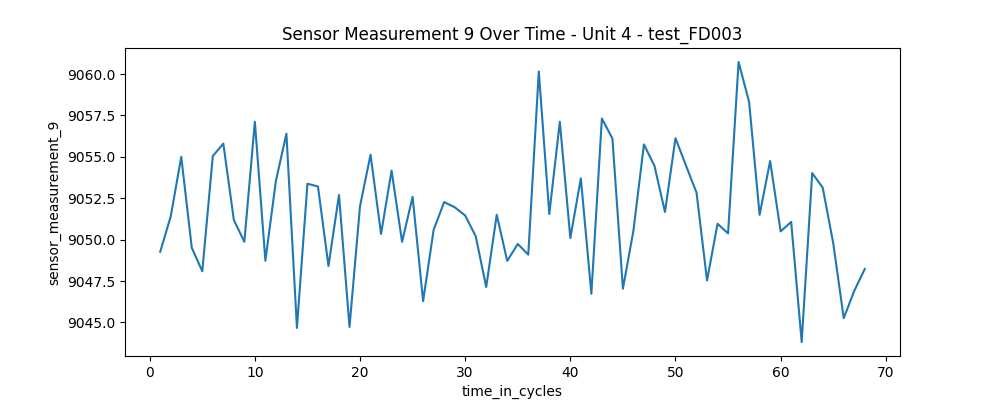 Sensor Measurement 9 Over Time - Unit 4 - test_FD003
9060.0
9057.5
9055.0
9052.5
9050.0
9047.5
9045.0
sensor_measurement_9
0 10 20 30 40 50 60 70
time_in_cycles